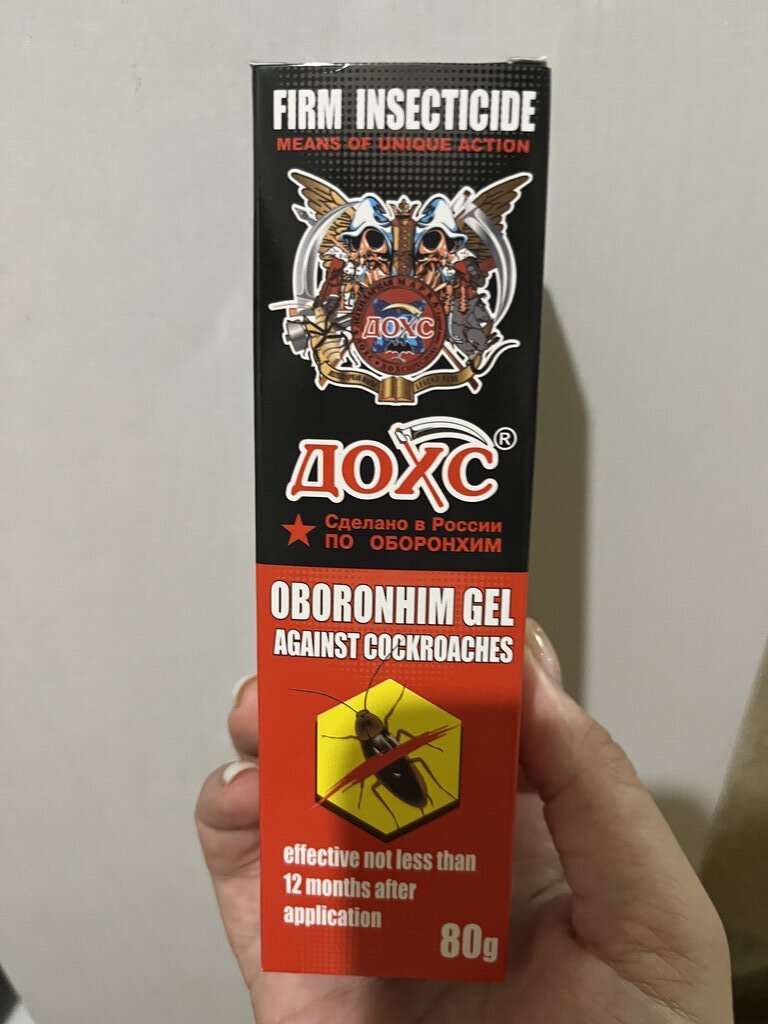 FIRM INSECTICIDE
MEANS OF UNIQUE ACTION
ДОХС
ДОХС®
Сделано в России
ПО ОБОРОНХИМ
OBORONHIM GEL
AGAINST COCKROACHES
effective not less than
12 months after
application
80g